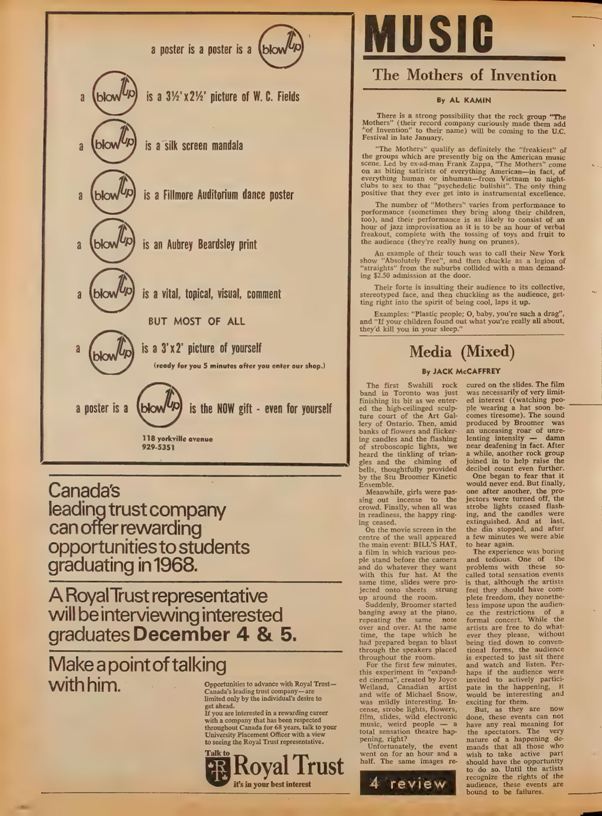 a poster is a poster is a blow up
a blow up is a 3½'x2½' picture of W. C. Fields
a blow up is a silk screen mandala
a blow up is a Fillmore Auditorium dance poster
a blow up is an Aubrey Beardsley print
a blow up is a vital, topical, visual, comment
BUT MOST OF ALL
a blow up is a 3'x2' picture of yourself
(ready for you 5 minutes after you enter our shop.)
a poster is a blow up is the NOW gift - even for yourself
118 yorkville avenue
929-5351
Canada's
leading trust company
can offer rewarding
opportunities to students
graduating in 1968.
A Royal Trust representative
will be interviewing interested
graduates December 4 & 5.
Make a point of talking
with him.
Opportunities to advance with Royal Trust—
Canada's leading trust company—are
limited only by the individual's desire to
get ahead.
If you are interested in a rewarding career
with a company that has been respected
throughout Canada for 68 years, talk to your
University Placement Officer with a view
to seeing the Royal Trust representative.
Talk to
Royal Trust
it's in your best interest
MUSIC
The Mothers of Invention
By AL KAMIN
There is a strong possibility that the rock group "The
Mothers" (their record company curiously made them add
"of Invention" to their name) will be coming to the U.C.
Festival in late January.
"The Mothers" qualify as definitely the "freakiest" of
the groups which are presently big on the American music
scene. Led by ex-ad-man Frank Zappa, "The Mothers" come
on as biting satirists of everything American—in fact, of
everything human or inhuman—from Vietnam to night-
clubs to sex to that "psychedelic bullshit". The only thing
positive that they ever get into is instrumental excellence.
The number of "Mothers" varies from performance to
performance (sometimes they bring along their children,
too), and their performance is as likely to consist of an
hour of jazz improvisation as it is to be an hour of verbal
freakout, complete with the tossing of toys and fruit to
the audience (they're really hung on prunes).
An example of their touch was to call their New York
show "Absolutely Free", and then chuckle as a legion of
"straights" from the suburbs collided with a man demand-
ing $2.50 admission at the door.
Their forte is insulting their audience to its collective,
stereotyped face, and then chuckling as the audience, get-
ting right into the spirit of being cool, laps it up.
Examples: "Plastic people; O, baby, you're such a drag",
and "If your children found out what you're really all about,
they'd kill you in your sleep."
Media (Mixed)
By JACK McCAFFREY
The first Swahili rock
band in Toronto was just
finishing its bit as we enter-
ed the high-ceilinged sculp-
ture court of the Art Gal-
lery of Ontario. Then, amid
banks of flowers and flicker-
ing candles and the flashing
of stroboscopic lights, we
heard the tinkling of trian-
gles and the chiming of
bells, thoughtfully provided
by the Stu Broomer Kinetic
Ensemble.
Meanwhile, girls were pas-
sing out incense to the
crowd. Finally, when all was
in readiness, the happy ring-
ing ceased.
On the movie screen in the
centre of the wall appeared
the main event: BILL'S HAT,
a film in which various peo-
ple stand before the camera
and do whatever they want
with this fur hat. At the
same time, slides were pro-
jected onto sheets strung
up around the room.
Suddenly, Broomer started
banging away at the piano,
repeating the same note
over and over. At the same
time, the tape which he
had prepared began to blast
through the speakers placed
throughout the room.
For the first few minutes,
this experiment in "expand-
ed cinema", created by Joyce
Weiland, Canadian artist
and wife of Michael Snow,
was mildly interesting. In-
cense, strobe lights, flowers,
film, slides, wild electronic
music, weird people — a
total sensation theatre hap-
pening, right?
Unfortunately, the event
went on for an hour and a
half. The same images re-
cured on the slides. The film
was necessarily of very limit-
ed interest ((watching peo-
ple wearing a hat soon be-
comes tiresome). The sound
produced by Broomer was
an unceasing roar of unre-
lenting intensity — damn
near deafening in fact. After
a while, another rock group
joined in to help raise the
decibel count even further.
One began to fear that it
would never end. But finally,
one after another, the pro-
jectors were turned off, the
strobe lights ceased flash-
ing, and the candles were
extinguished. And at last,
the din stopped, and after
a few minutes we were able
to hear again.
The experience was boring
and tedious. One of the
problems with these so-
called total sensation events
is that, although the artists
feel they should have com-
plete freedom, they nonethe-
less impose upon the audien-
ce the restrictions of a
formal concert. While the
artists are free to do what-
ever they please, without
being tied down to conven-
tional forms, the audience
is expected to just sit there
and watch and listen. Per-
haps if the audience were
invited to actively partici-
pate in the happening, it
would be interesting and
exciting for them.
But, as they are now
done, these events can not
have any real meaning for
the spectators. The very
nature of a happening de-
mands that all those who
wish to take active part
should have the opportunity
to do so. Until the artists
recognize the rights of the
audience, these events are
bound to be failures.
4 review